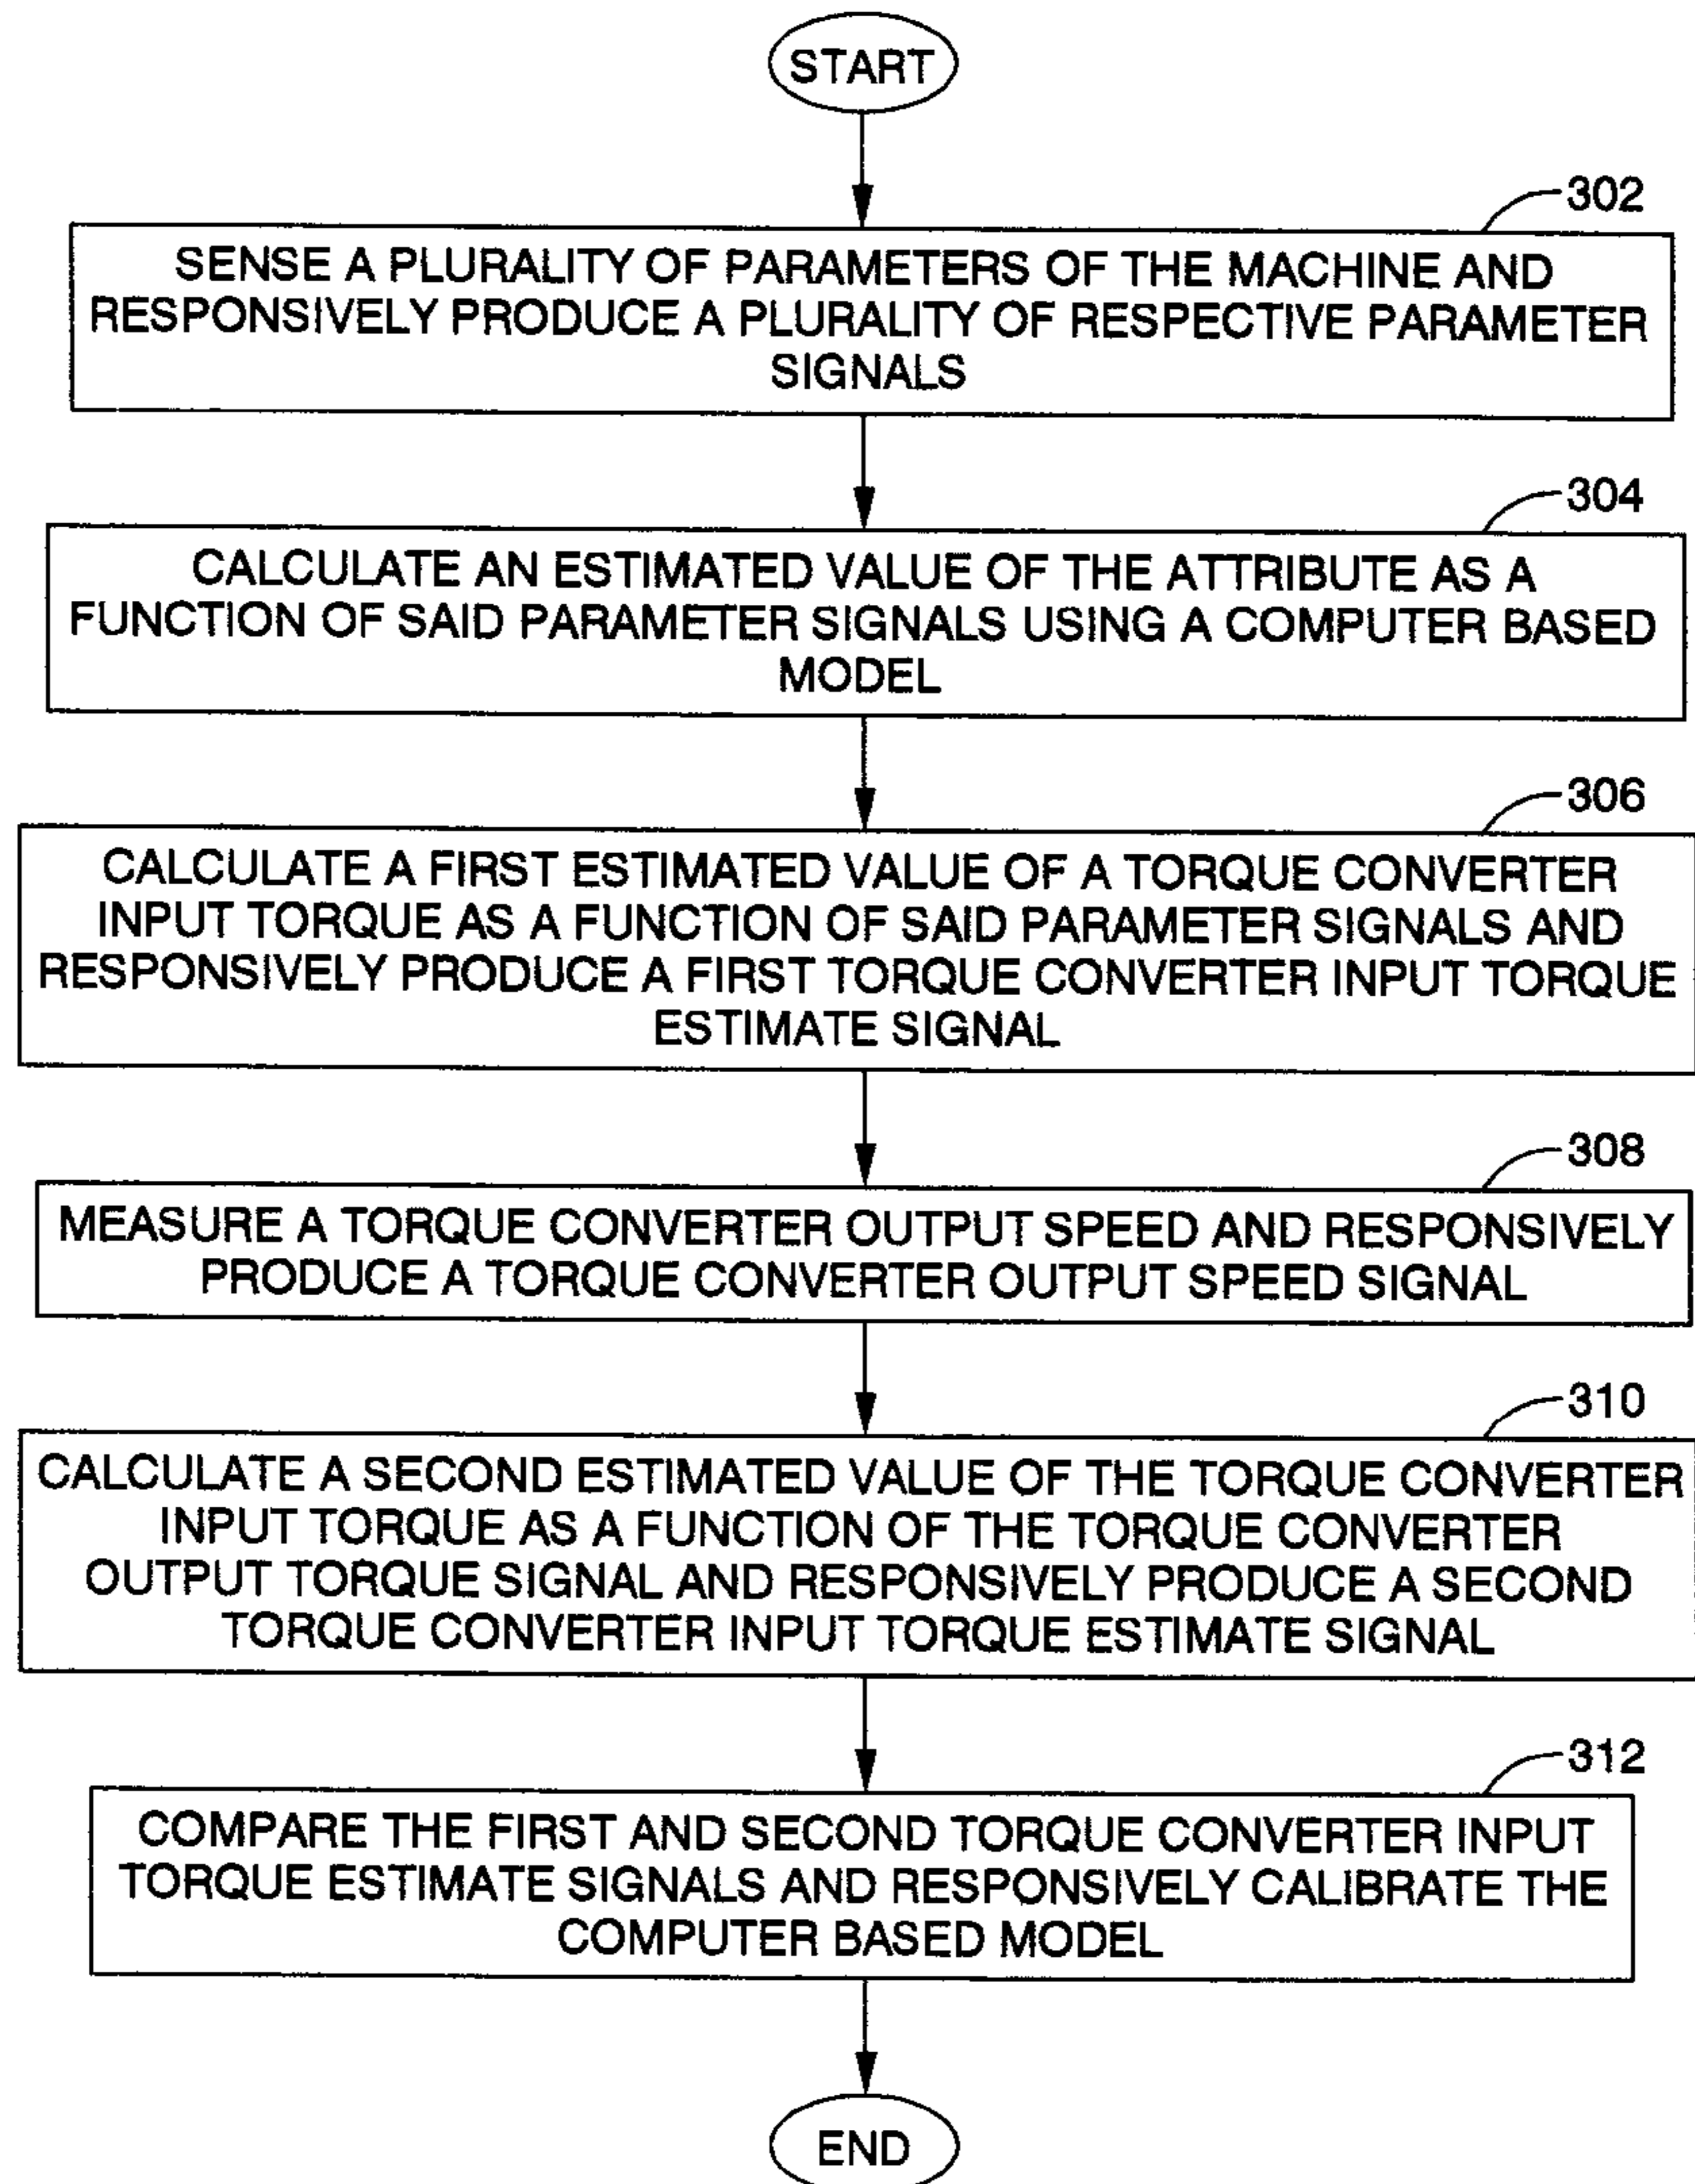 START
302
SENSE A PLURALITY OF PARAMETERS OF THE MACHINE AND
RESPONSIVELY PRODUCE A PLURALITY OF RESPECTIVE PARAMETER
SIGNALS
304
CALCULATE AN ESTIMATED VALUE OF THE ATTRIBUTE AS A
FUNCTION OF SAID PARAMETER SIGNALS USING A COMPUTER BASED
MODEL
306
CALCULATE A FIRST ESTIMATED VALUE OF A TORQUE CONVERTER
INPUT TORQUE AS A FUNCTION OF SAID PARAMETER SIGNALS AND
RESPONSIVELY PRODUCE A FIRST TORQUE CONVERTER INPUT TORQUE
ESTIMATE SIGNAL
308
MEASURE A TORQUE CONVERTER OUTPUT SPEED AND RESPONSIVELY
PRODUCE A TORQUE CONVERTER OUTPUT SPEED SIGNAL
310
CALCULATE A SECOND ESTIMATED VALUE OF THE TORQUE CONVERTER
INPUT TORQUE AS A FUNCTION OF THE TORQUE CONVERTER
OUTPUT TORQUE SIGNAL AND RESPONSIVELY PRODUCE A SECOND
TORQUE CONVERTER INPUT TORQUE ESTIMATE SIGNAL
312
COMPARE THE FIRST AND SECOND TORQUE CONVERTER INPUT
TORQUE ESTIMATE SIGNALS AND RESPONSIVELY CALIBRATE THE
COMPUTER BASED MODEL
END